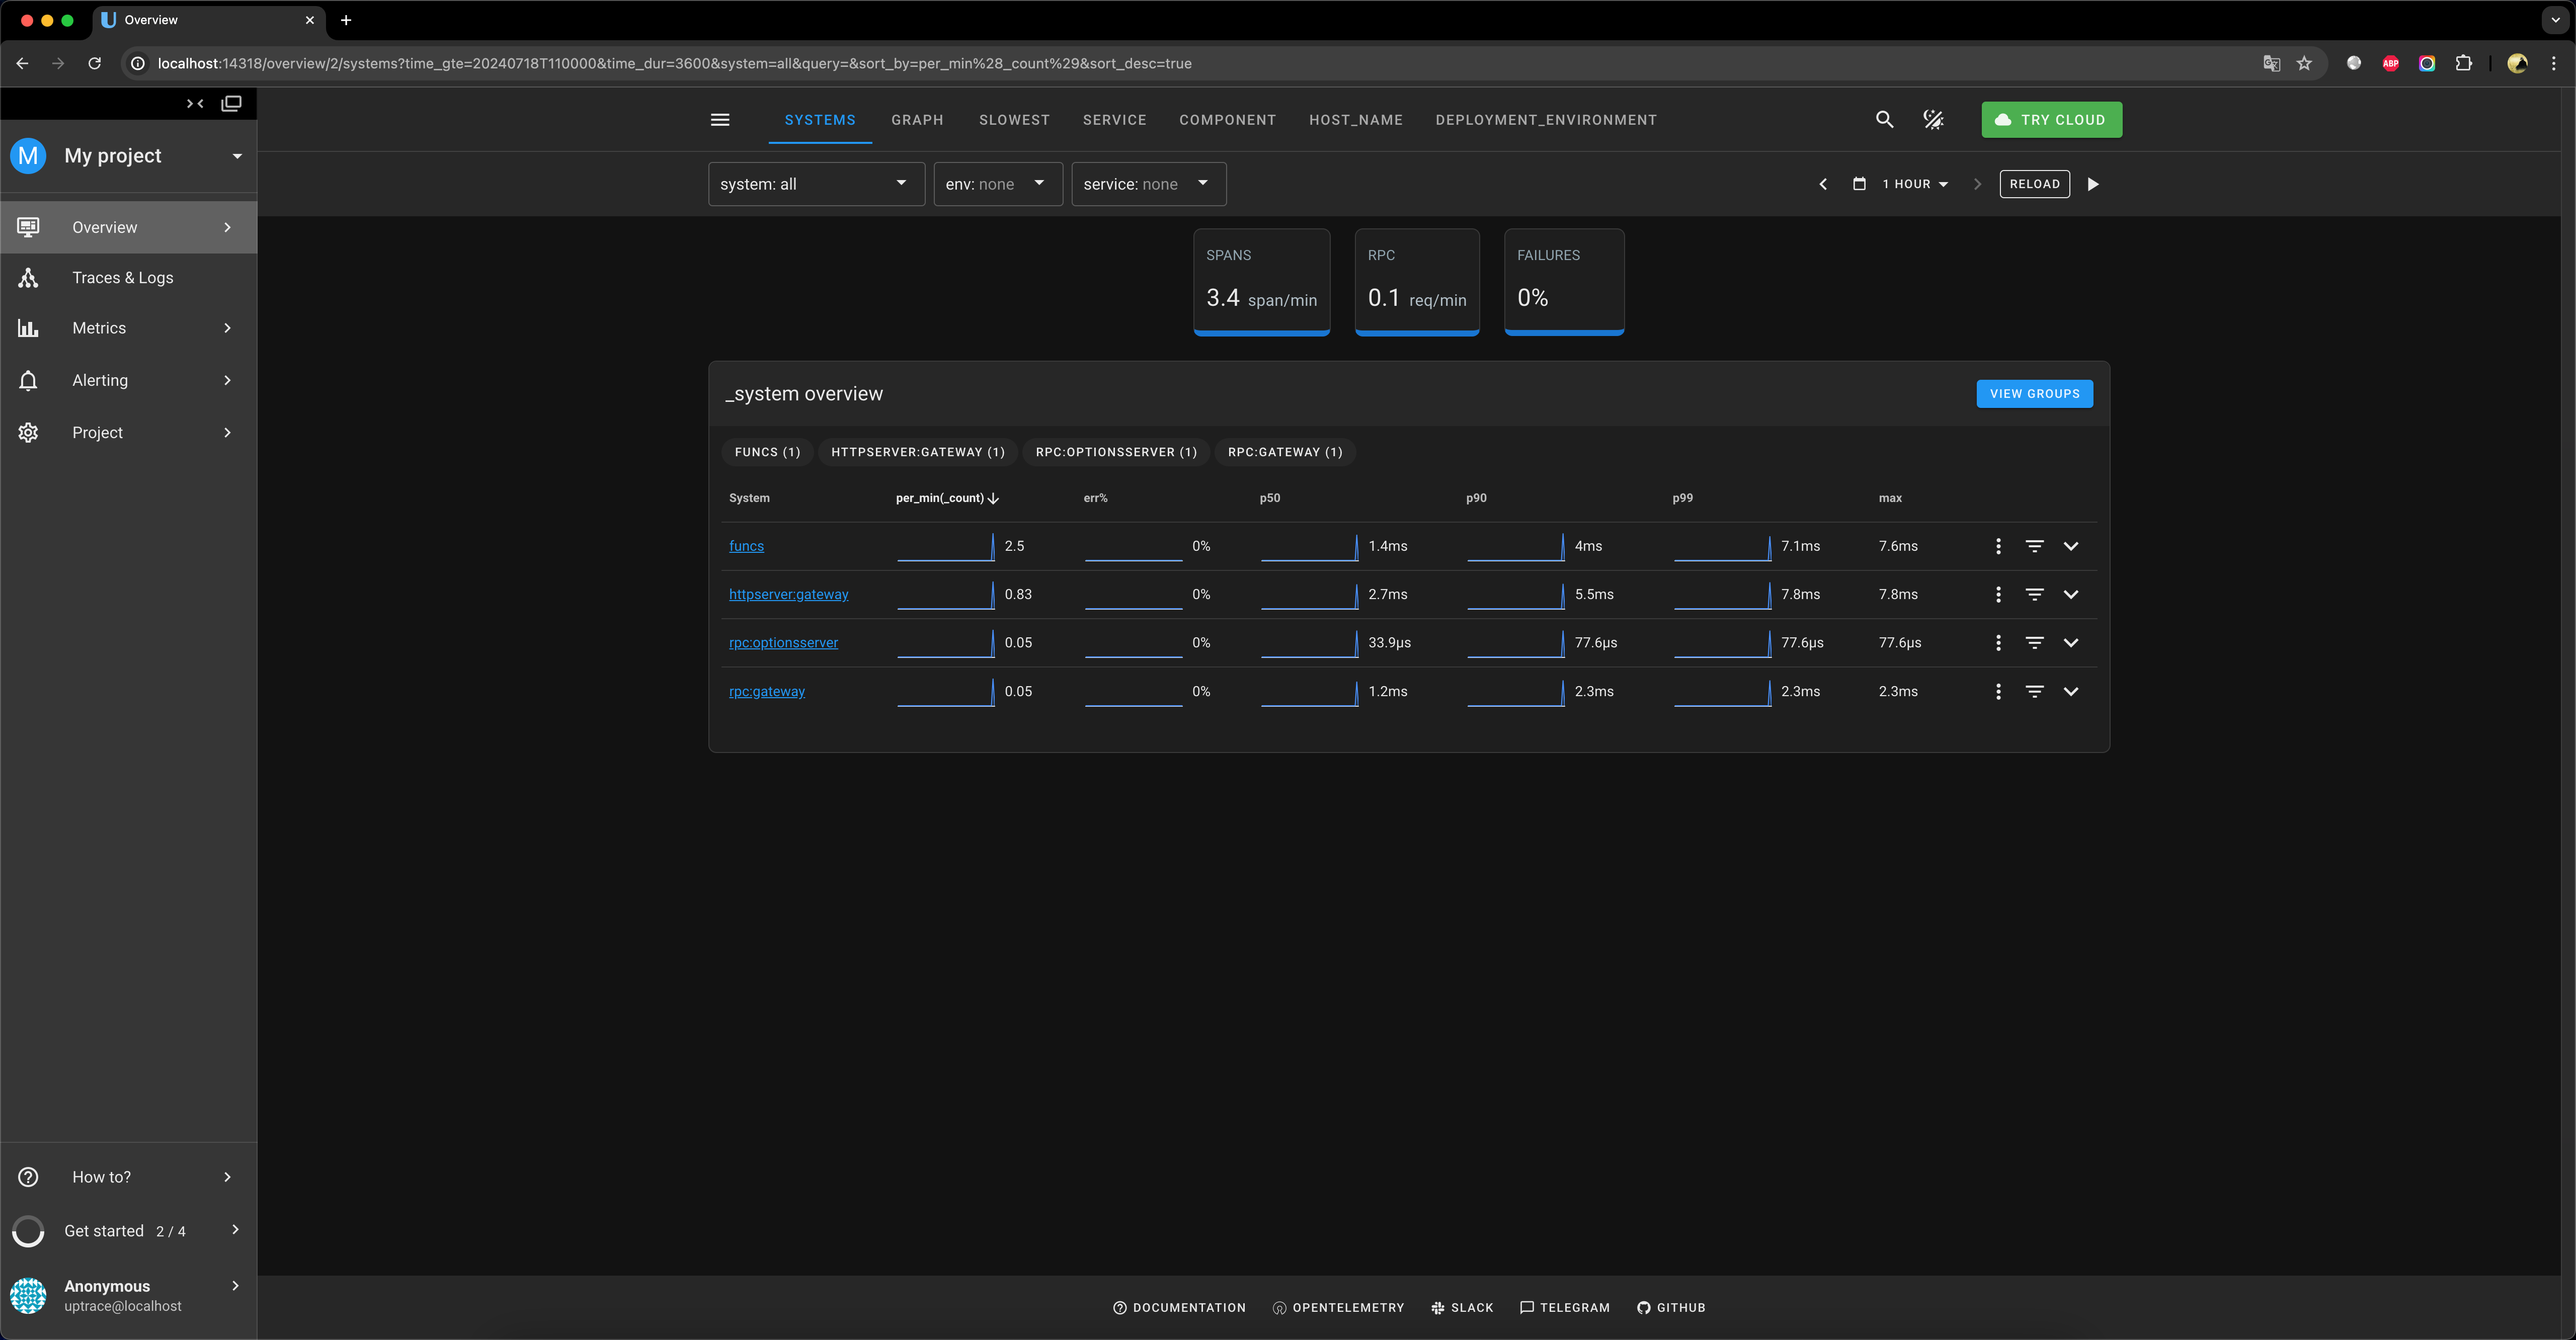 Overview
localhost:14318/overview/2/systems?time_gte=20240718T110000&time_dur=3600&system=all&query=&sort_by=per_min%28_count%29&sort_desc=true
ABP
M My project
Overview
Traces & Logs
Metrics
Alerting
Project
How to?
Get started 2 / 4
Anonymous
uptrace@localhost
SYSTEMS GRAPH SLOWEST SERVICE COMPONENT HOST_NAME DEPLOYMENT_ENVIRONMENT TRY CLOUD
system: all env: none service: none 1 HOUR RELOAD
SPANS RPC FAILURES
3.4 span/min 0.1 req/min 0%
_system overview VIEW GROUPS
FUNCS (1) HTTPSERVER:GATEWAY (1) RPC:OPTIONSSERVER (1) RPC:GATEWAY (1)
System per_min(_count) err% p50 p90 p99 max
funcs 2.5 0% 1.4ms 4ms 7.1ms 7.6ms
httpserver:gateway 0.83 0% 2.7ms 5.5ms 7.8ms 7.8ms
rpc:optionsserver 0.05 0% 33.9µs 77.6µs 77.6µs 77.6µs
rpc:gateway 0.05 0% 1.2ms 2.3ms 2.3ms 2.3ms
DOCUMENTATION OPENTELEMETRY SLACK TELEGRAM GITHUB